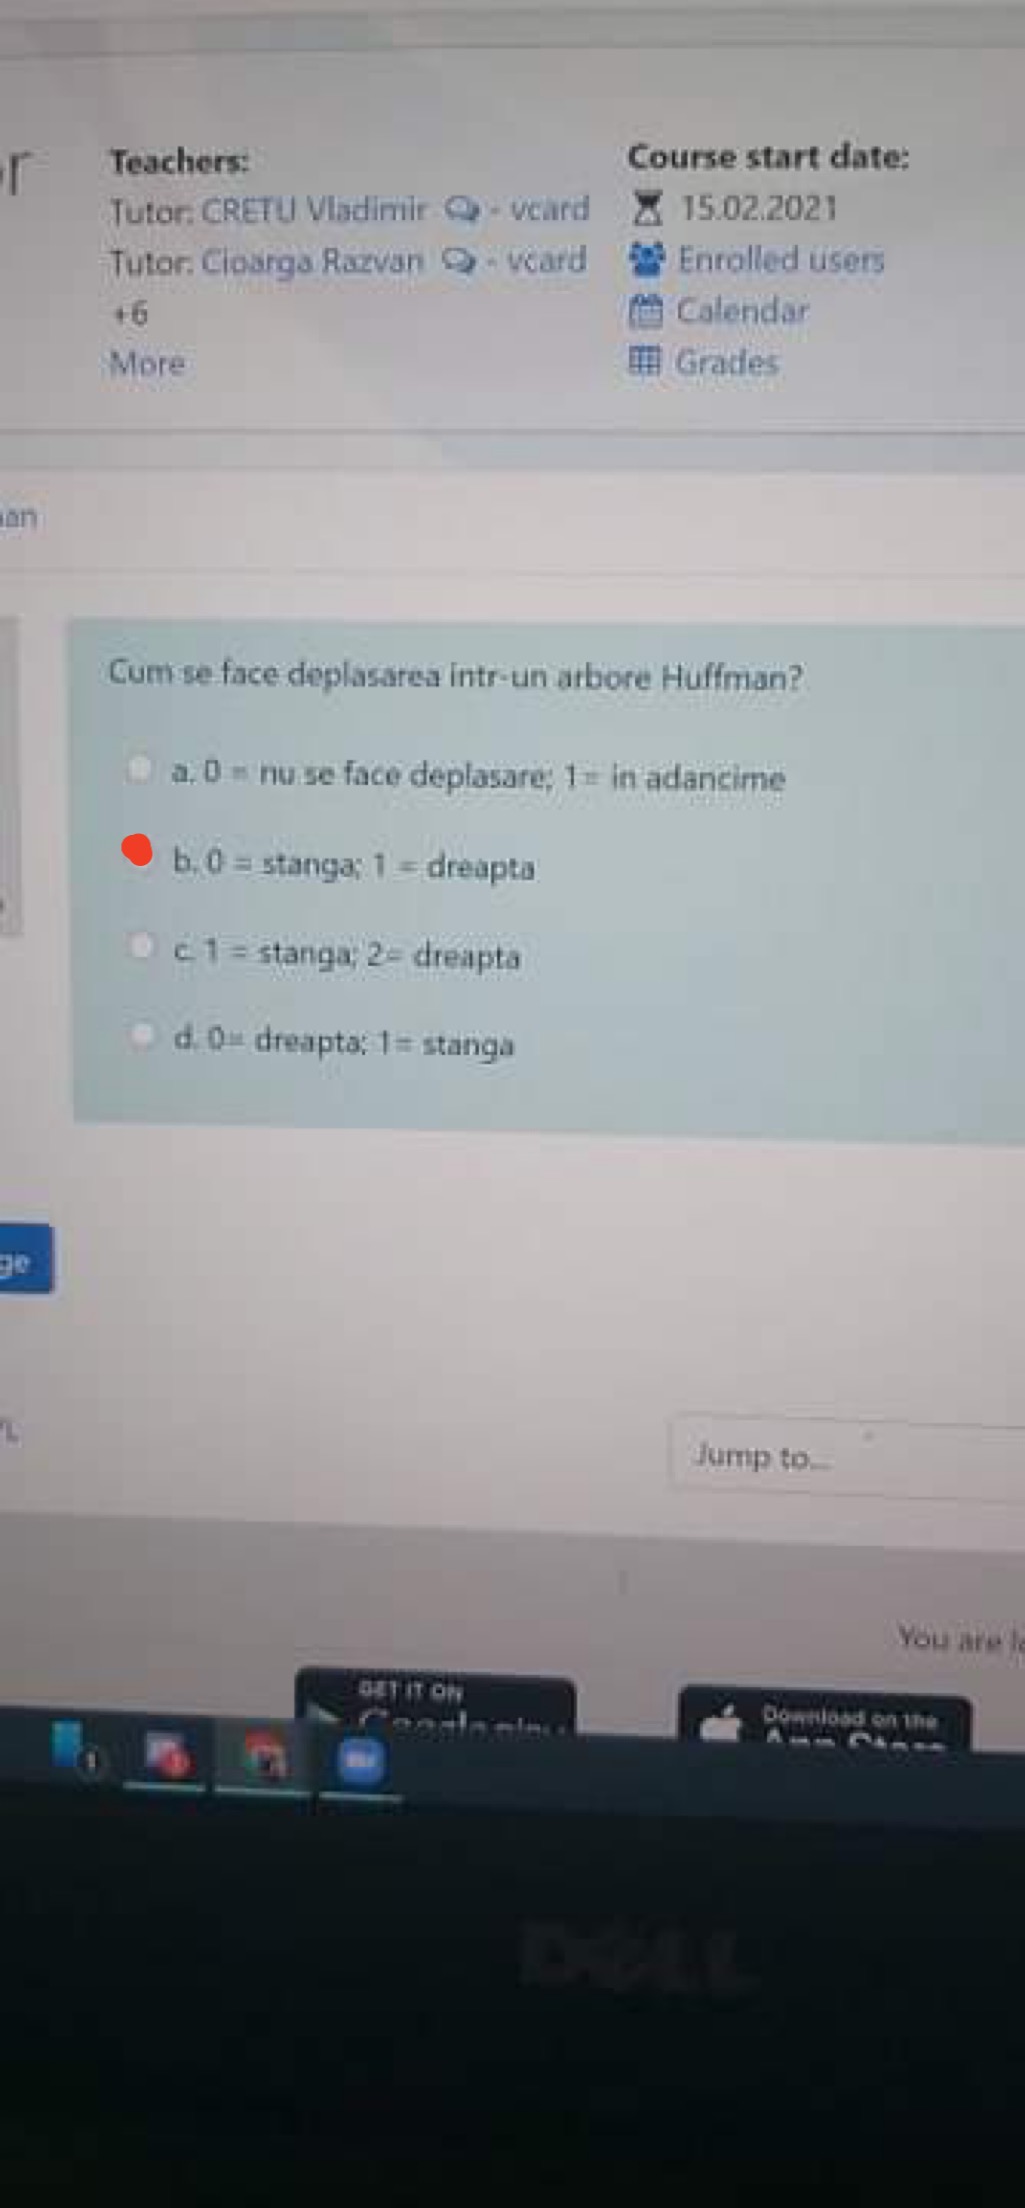 Teachers:
Tutor: CRETU Vladimir - vcard
Tutor: Cioarga Razvan - vcard
+6
More
Course start date:
15.02.2021
Enrolled users
Calendar
Grades
Cum se face deplasarea intr-un arbore Huffman?
a. 0 = nu se face deplasare; 1= in adancime
b. 0 = stanga; 1 = dreapta
c. 1 = stanga; 2= dreapta
d. 0= dreapta; 1= stanga
ge
Jump to...
You are
GET IT ON
Google
Download on the
App Store
1
DELL